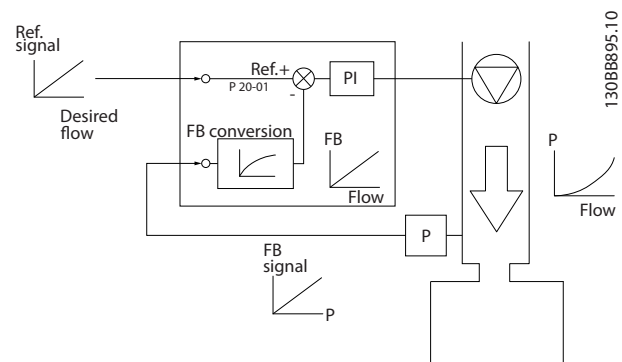 Ref.
signal
Desired
flow
Ref.+
P 20-01
-
PI
FB conversion
FB
Flow
P
FB
signal
P
P
Flow
130BB895.10